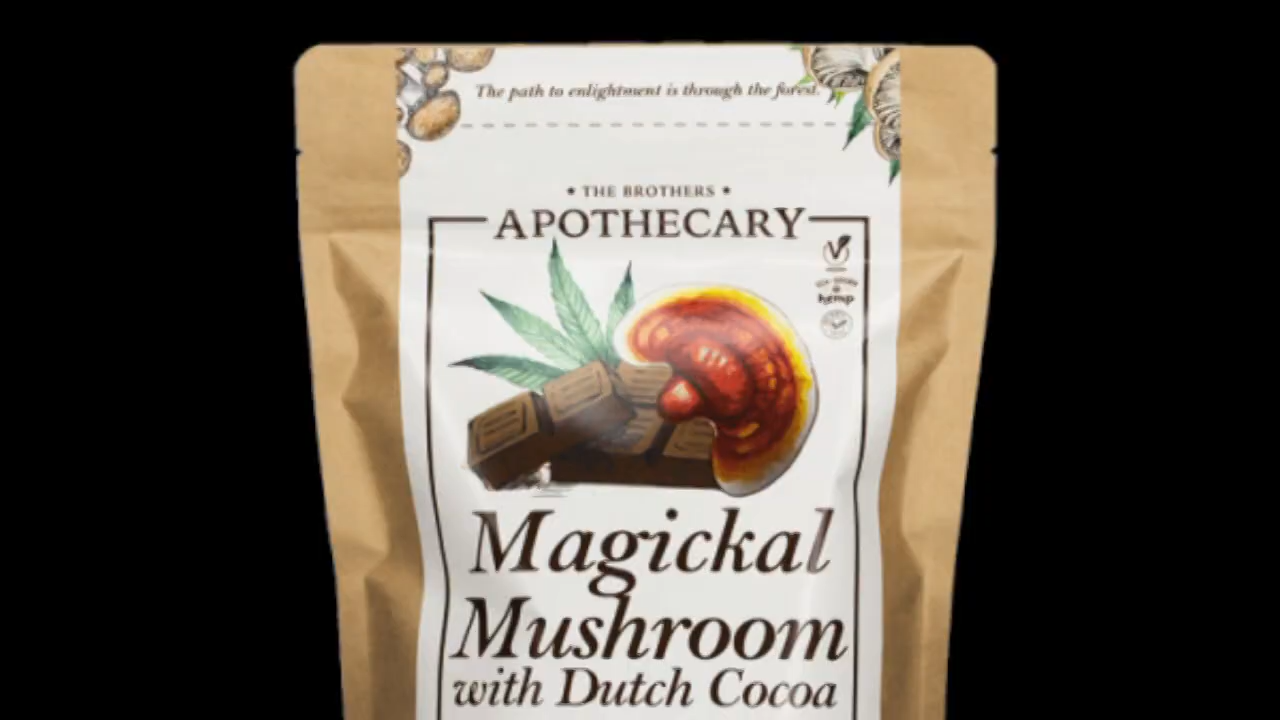 The path to enlightment is through the forest.
THE BROTHERS
APOTHECARY
hemp
Magickal
Mushroom
with Dutch Cocoa